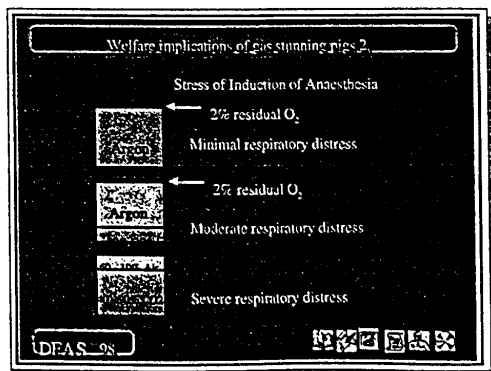 Welfare implications of gas stunning pigs 2.
Stress of Induction of Anaesthesia
2% residual O₂
Argon
Minimal respiratory distress
2% residual O₂
Argon
Moderate respiratory distress
Severe respiratory distress
DFAS 98